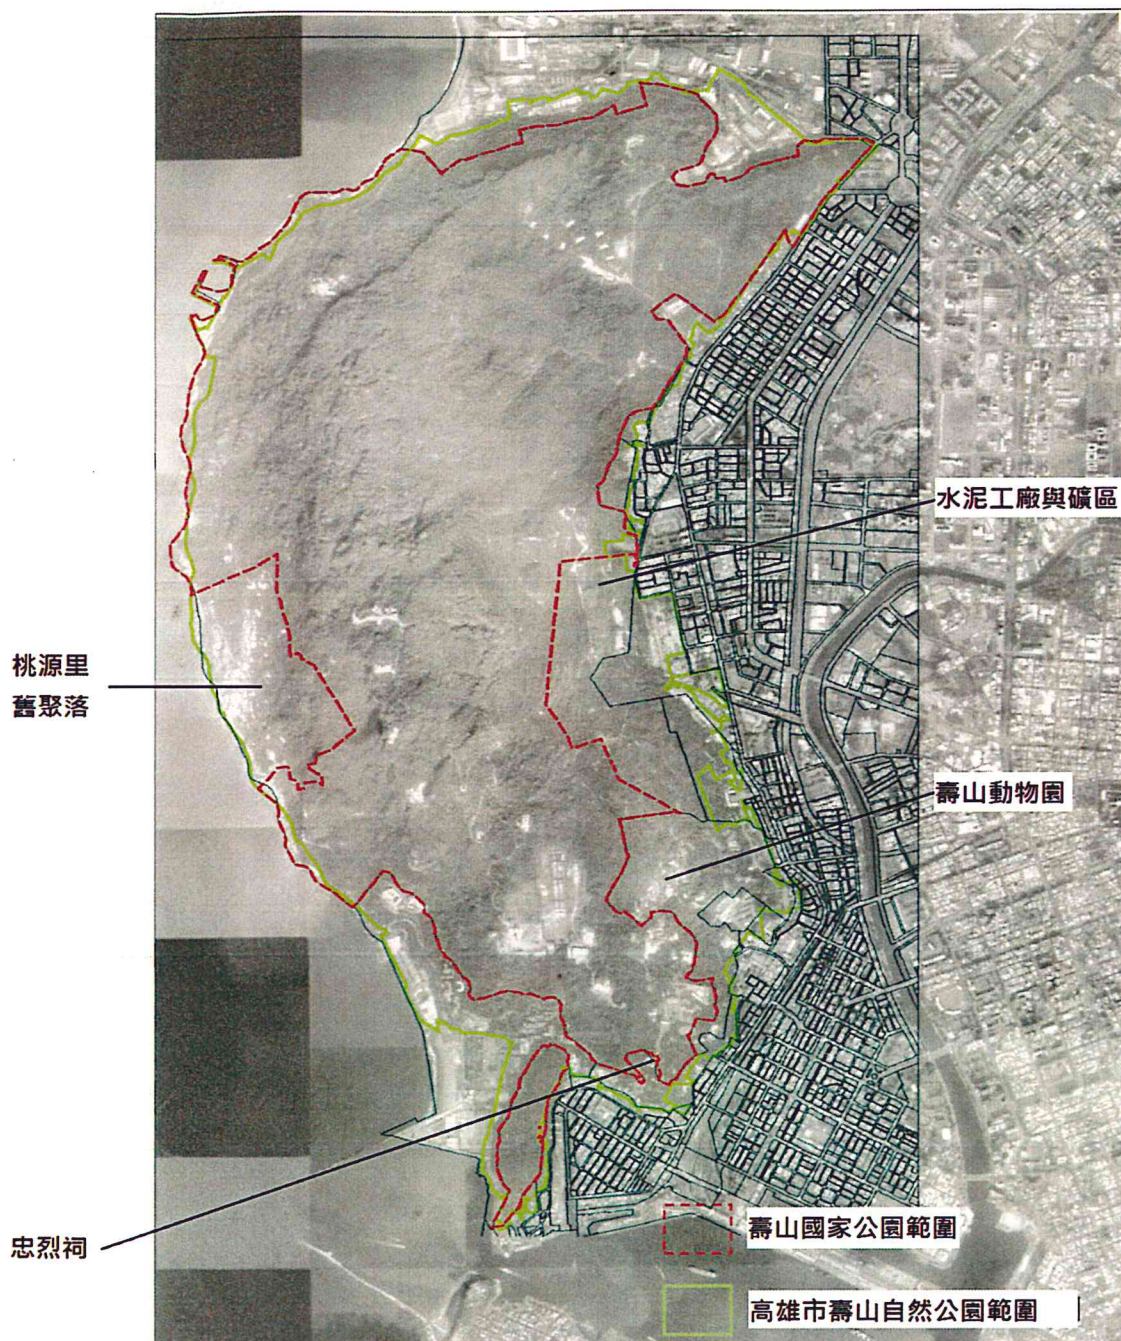 水泥工廠與礦區
桃源里
舊聚落
壽山動物園
忠烈祠
壽山國家公園範圍
高雄市壽山自然公園範圍